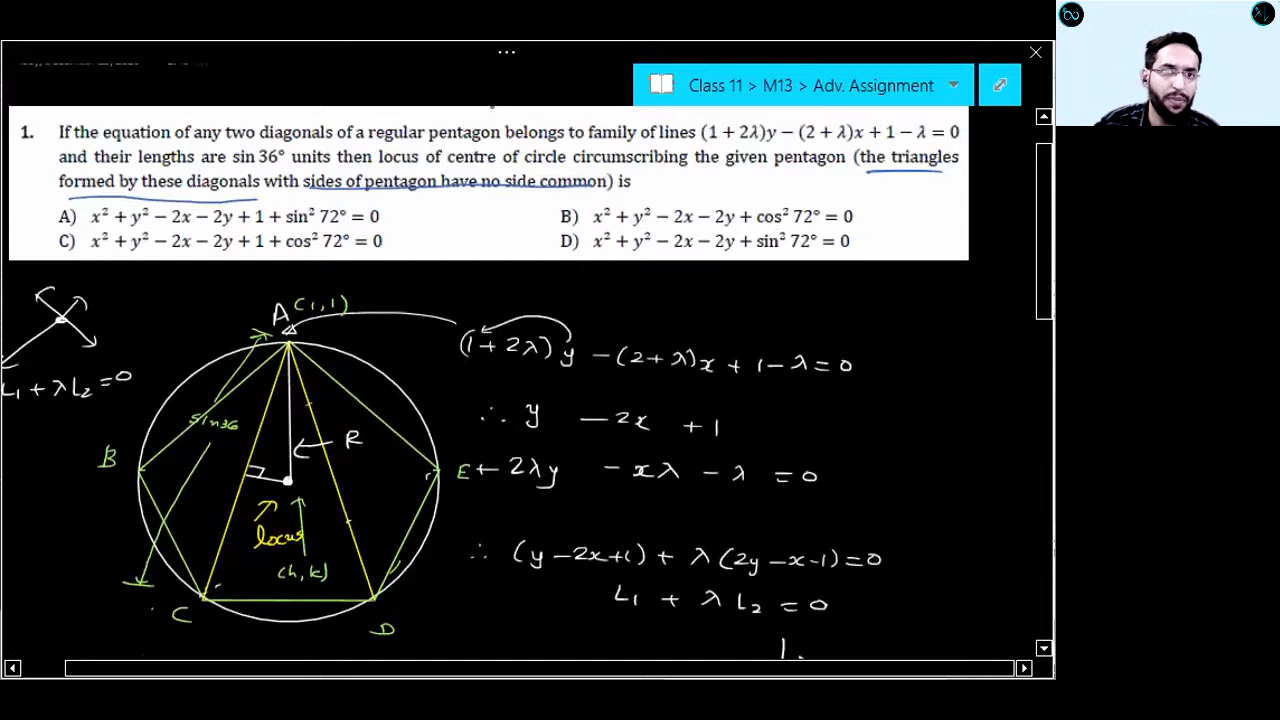 ...
Class 11 > M13 > Adv. Assignment
1. If the equation of any two diagonals of a regular pentagon belongs to family of lines (1 + 2λ)y − (2 + λ)x + 1 − λ = 0
and their lengths are sin 36° units then locus of centre of circle circumscribing the given pentagon (the triangles
formed by these diagonals with sides of pentagon have no side common) is
A) x² + y² − 2x − 2y + 1 + sin² 72° = 0 B) x² + y² − 2x − 2y + cos² 72° = 0
C) x² + y² − 2x − 2y + 1 + cos² 72° = 0 D) x² + y² − 2x − 2y + sin² 72° = 0
A (1,1)
(1 + 2λ)y − (2+λ)x + 1 − λ = 0
L₁ + λL₂ = 0
Sin36
R
∴ y − 2x + 1
B
E
+ 2λy − xλ − λ = 0
locus
(h,k)
∴ (y − 2x + 1) + λ(2y − x − 1) = 0
L₁ + λ L₂ = 0
C
D